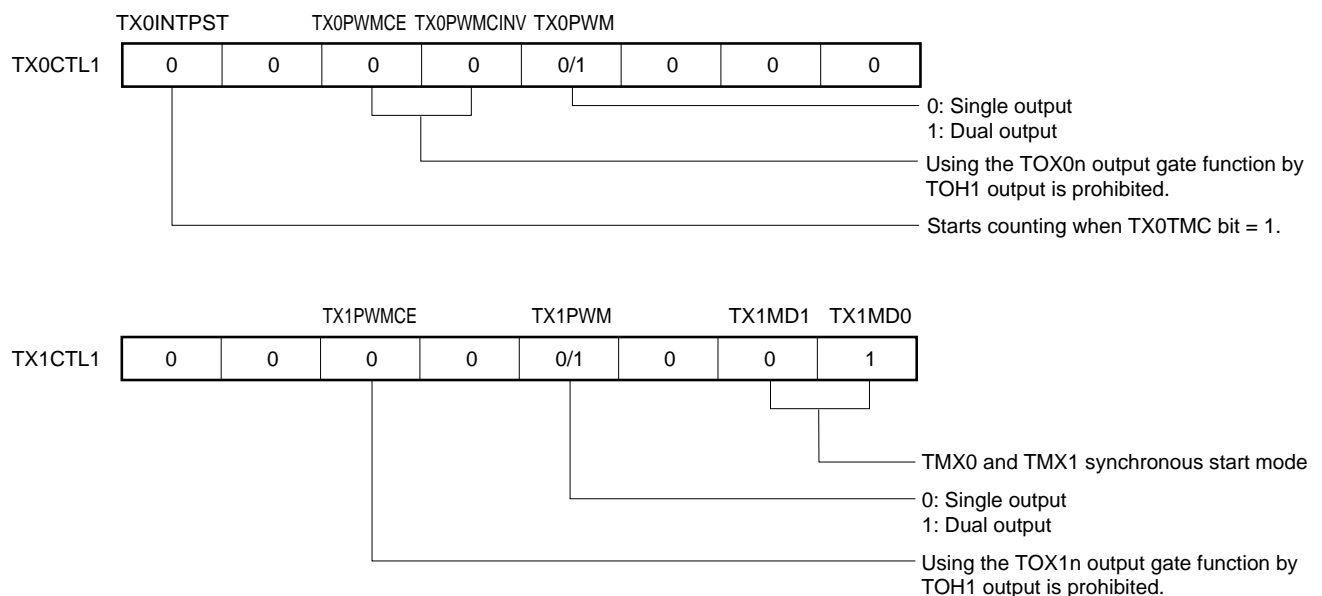 TX0INTPST TX0PWMCE TX0PWMCINV TX0PWM
TX0CTL1 0 0 0 0 0/1 0 0 0
0: Single output
1: Dual output
Using the TOX0n output gate function by
TOH1 output is prohibited.
Starts counting when TX0TMC bit = 1.
TX1PWMCE TX1PWM TX1MD1 TX1MD0
TX1CTL1 0 0 0 0 0/1 0 0 1
TMX0 and TMX1 synchronous start mode
0: Single output
1: Dual output
Using the TOX1n output gate function by
TOH1 output is prohibited.